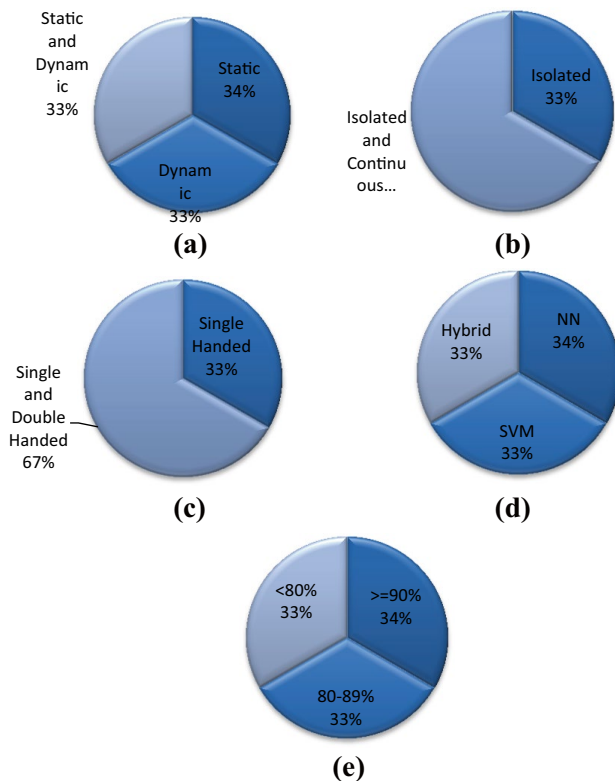 Static
and
Dynam
ic
33%
Static
34%
Dynam
ic
33%
(a)
Isolated
33%
Isolated
and
Continu
ous...
(b)
Single
Handed
33%
Single
and
Double
Handed
67%
(c)
Hybrid
33%
NN
34%
SVM
33%
(d)
<80%
33%
>=90%
34%
80-89%
33%
(e)